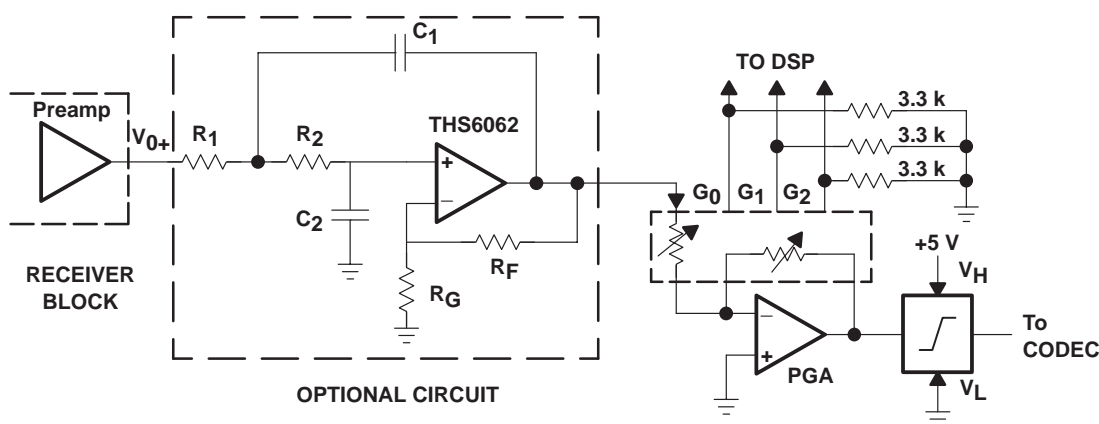 C1
TO DSP
Preamp
3.3 k
V0+
R1
R2
THS6062
3.3 k
+
3.3 k
−
G0
G1
G2
C2
RF
+5 V
VH
RECEIVER
BLOCK
RG
−
To
CODEC
+
PGA
VL
OPTIONAL CIRCUIT